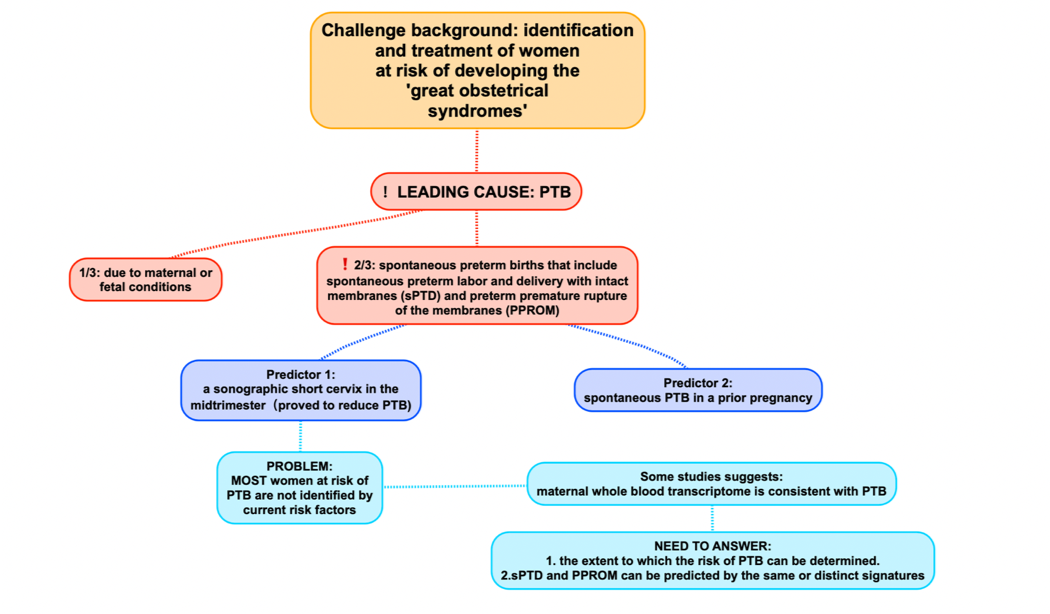 Challenge background: identification
and treatment of women
at risk of developing the
'great obstetrical
syndromes'
! LEADING CAUSE: PTB
1/3: due to maternal or
fetal conditions
! 2/3: spontaneous preterm births that include
spontaneous preterm labor and delivery with intact
membranes (sPTD) and preterm premature rupture
of the membranes (PPROM)
Predictor 1:
a sonographic short cervix in the
midtrimester（proved to reduce PTB)
Predictor 2:
spontaneous PTB in a prior pregnancy
PROBLEM:
MOST women at risk of
PTB are not identified by
current risk factors
Some studies suggests:
maternal whole blood transcriptome is consistent with PTB
NEED TO ANSWER:
1. the extent to which the risk of PTB can be determined.
2.sPTD and PPROM can be predicted by the same or distinct signatures